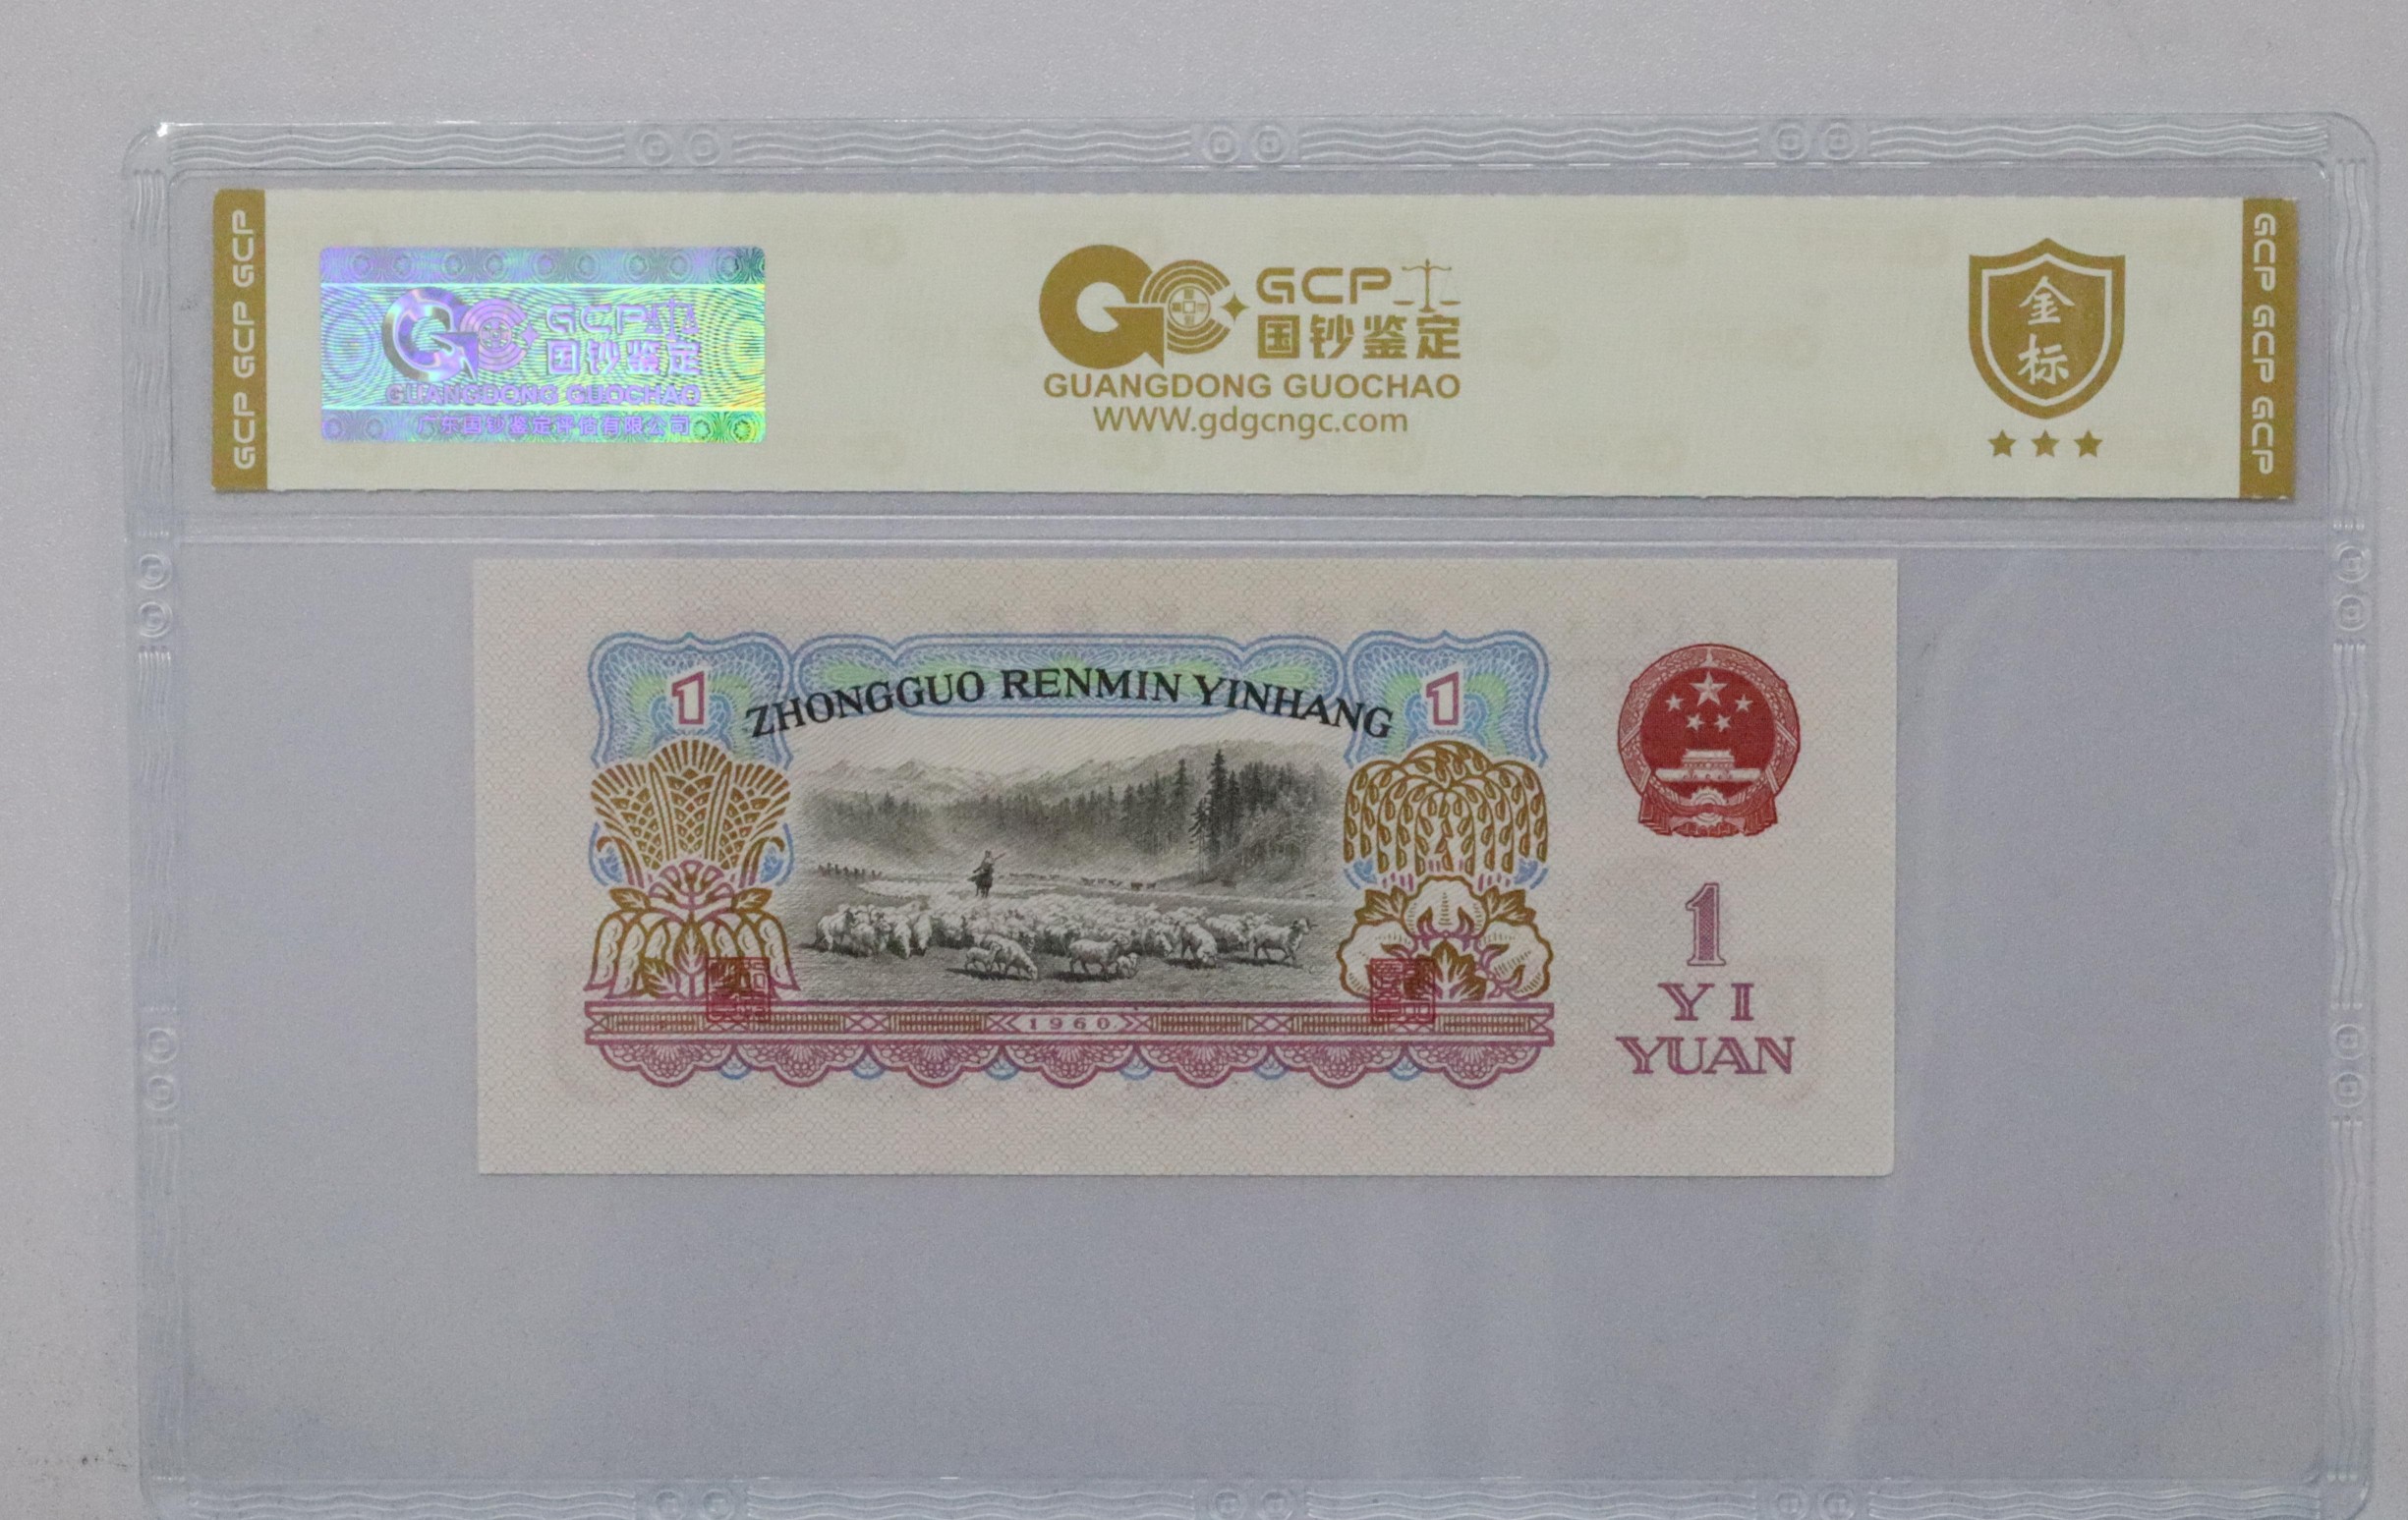 GCP GCP GCP
GCP
国钞鉴定
GUANGDONG GUOCHAO
广东国钞鉴定评估有限公司
GCP
国钞鉴定
GUANGDONG GUOCHAO
WWW.gdgcngc.com
金
标
GCP GCP GCP
1
ZHONGGUO RENMIN YINHANG
1
1960
1
YI
YUAN